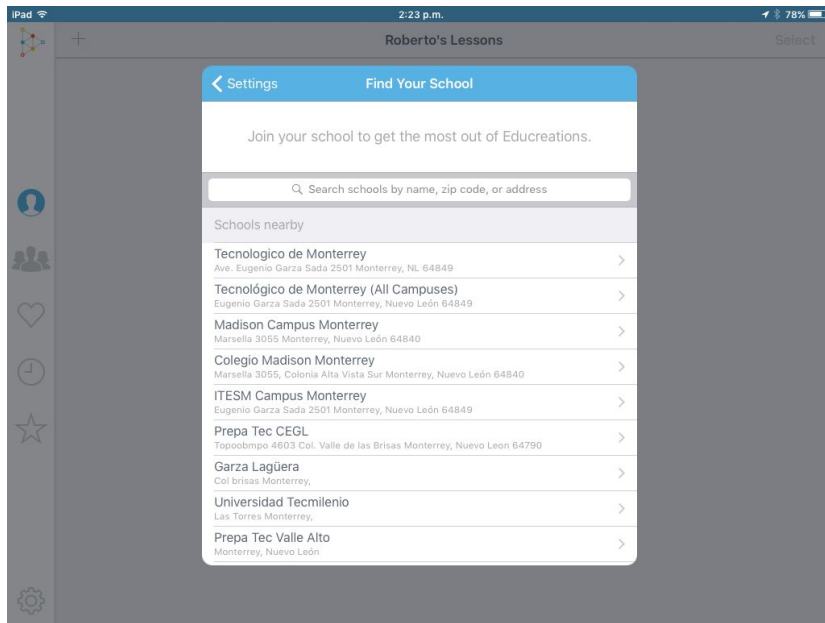 iPad 2:23 p.m. 78%
+ Roberto's Lessons Select
Settings Find Your School
Join your school to get the most out of Educreations.
Search schools by name, zip code, or address
Schools nearby
Tecnologico de Monterrey
Ave. Eugenio Garza Sada 2501 Monterrey, NL 64849
Tecnológico de Monterrey (All Campuses)
Eugenio Garza Sada 2501 Monterrey, Nuevo León 64849
Madison Campus Monterrey
Marsella 3055 Monterrey, Nuevo León 64840
Colegio Madison Monterrey
Marsella 3055, Colonia Alta Vista Sur Monterrey, Nuevo León 64840
ITESM Campus Monterrey
Eugenio Garza Sada 2501 Monterrey, Nuevo León 64849
Prepa Tec CEGL
Topoobmpo 4603 Col. Valle de las Brisas Monterrey, Nuevo Leon 64790
Garza Lagüera
Col brisas Monterrey,
Universidad Tecmilenio
Las Torres Monterrey,
Prepa Tec Valle Alto
Monterrey, Nuevo León